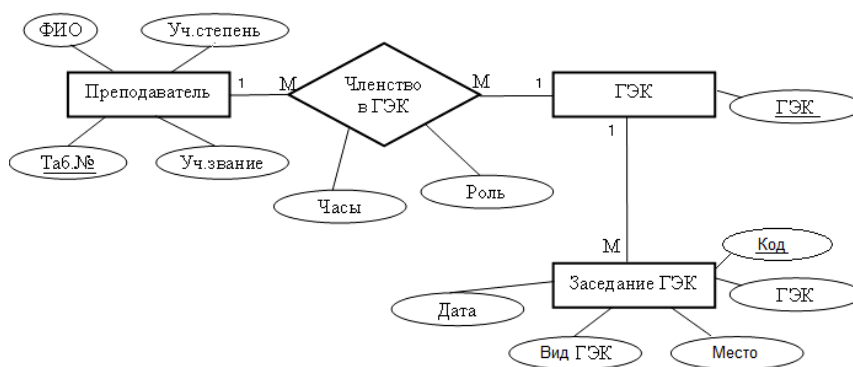 ФИО
Уч.степень
Преподаватель
1
М
Членство
в ГЭК
М
1
ГЭК
ГЭК
Таб.№
Уч.звание
1
Часы
Роль
М
Код
Заседание ГЭК
ГЭК
Дата
Вид ГЭК
Место